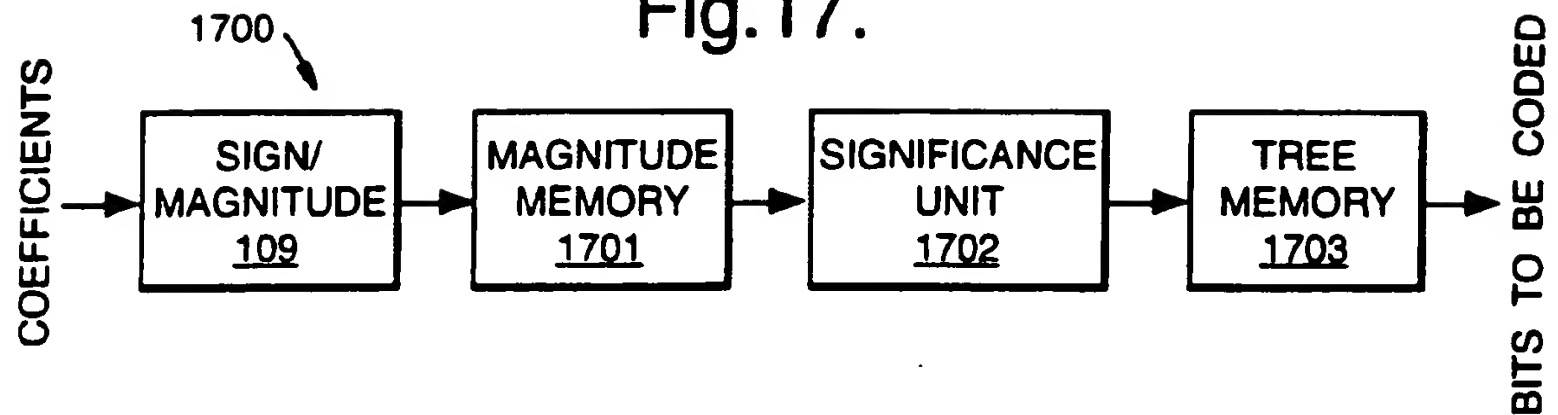 Fig.17.
1700
COEFFICIENTS
SIGN/
MAGNITUDE
109
MAGNITUDE
MEMORY
1701
SIGNIFICANCE
UNIT
1702
TREE
MEMORY
1703
BITS TO BE CODED